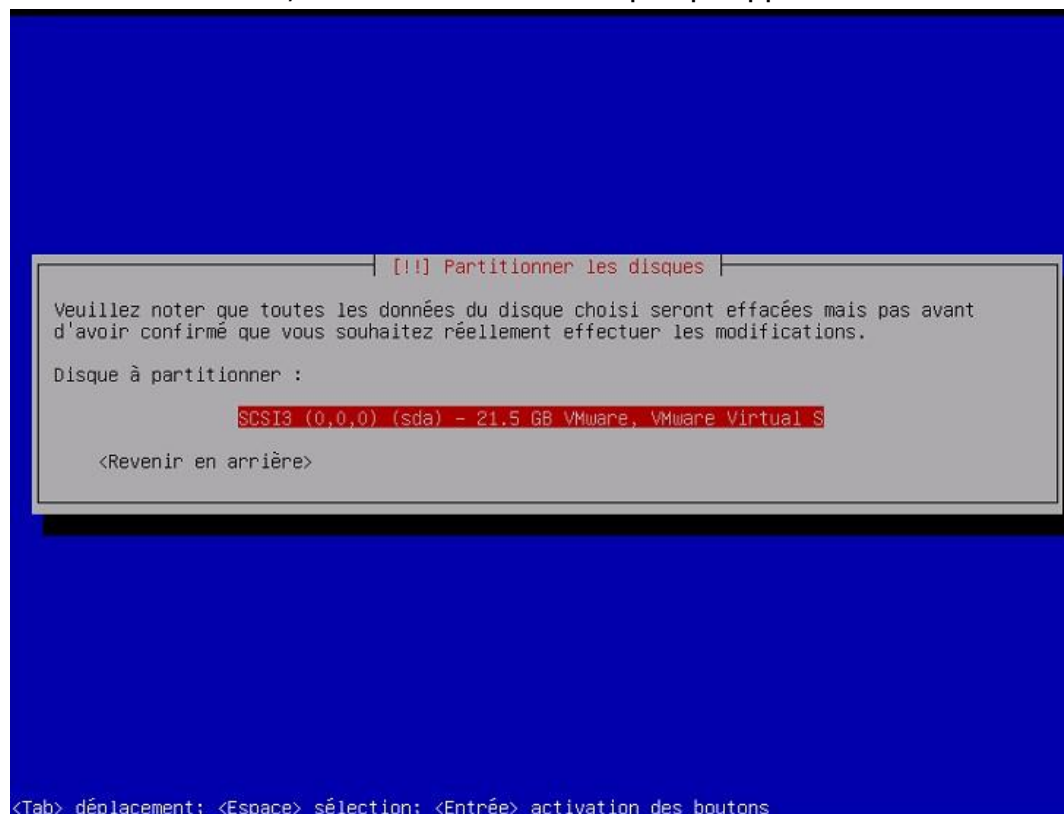 [!!] Partitionner les disques
Veuillez noter que toutes les données du disque choisi seront effacées mais pas avant
d'avoir confirmé que vous souhaitez réellement effectuer les modifications.
Disque à partitionner :
SCSI3 (0,0,0) (sda) – 21.5 GB VMware, VMware Virtual S
<Revenir en arrière>
<Tab> déplacement; <Espace> sélection; <Entrée> activation des boutons